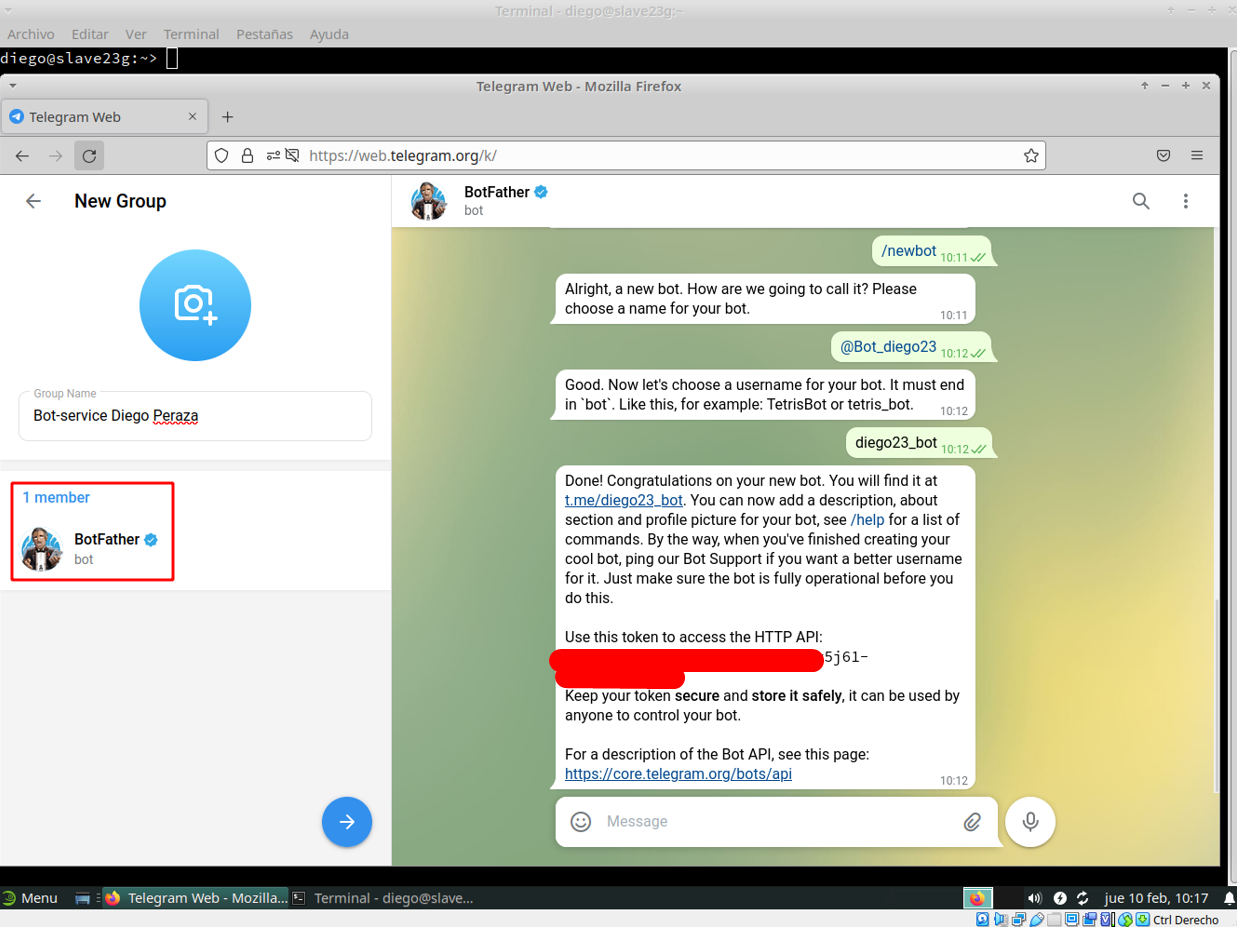 Terminal - diego@slave23g:~
Archivo Editar Ver Terminal Pestañas Ayuda
diego@slave23g:~>
Telegram Web - Mozilla Firefox
Telegram Web
https://web.telegram.org/k/
New Group
Group Name
Bot-service Diego Peraza
1 member
BotFather
bot
BotFather
bot
/newbot 10:11
Alright, a new bot. How are we going to call it? Please
choose a name for your bot. 10:11
@Bot_diego23 10:12
Good. Now let's choose a username for your bot. It must end
in `bot`. Like this, for example: TetrisBot or tetris_bot. 10:12
diego23_bot 10:12
Done! Congratulations on your new bot. You will find it at
t.me/diego23_bot. You can now add a description, about
section and profile picture for your bot, see /help for a list of
commands. By the way, when you've finished creating your
cool bot, ping our Bot Support if you want a better username
for it. Just make sure the bot is fully operational before you
do this.
Use this token to access the HTTP API:
5j61-
Keep your token secure and store it safely, it can be used by
anyone to control your bot.
For a description of the Bot API, see this page:
https://core.telegram.org/bots/api 10:12
Message
Menu Telegram Web - Mozilla... Terminal - diego@slave... jue 10 feb, 10:17
Ctrl Derecho